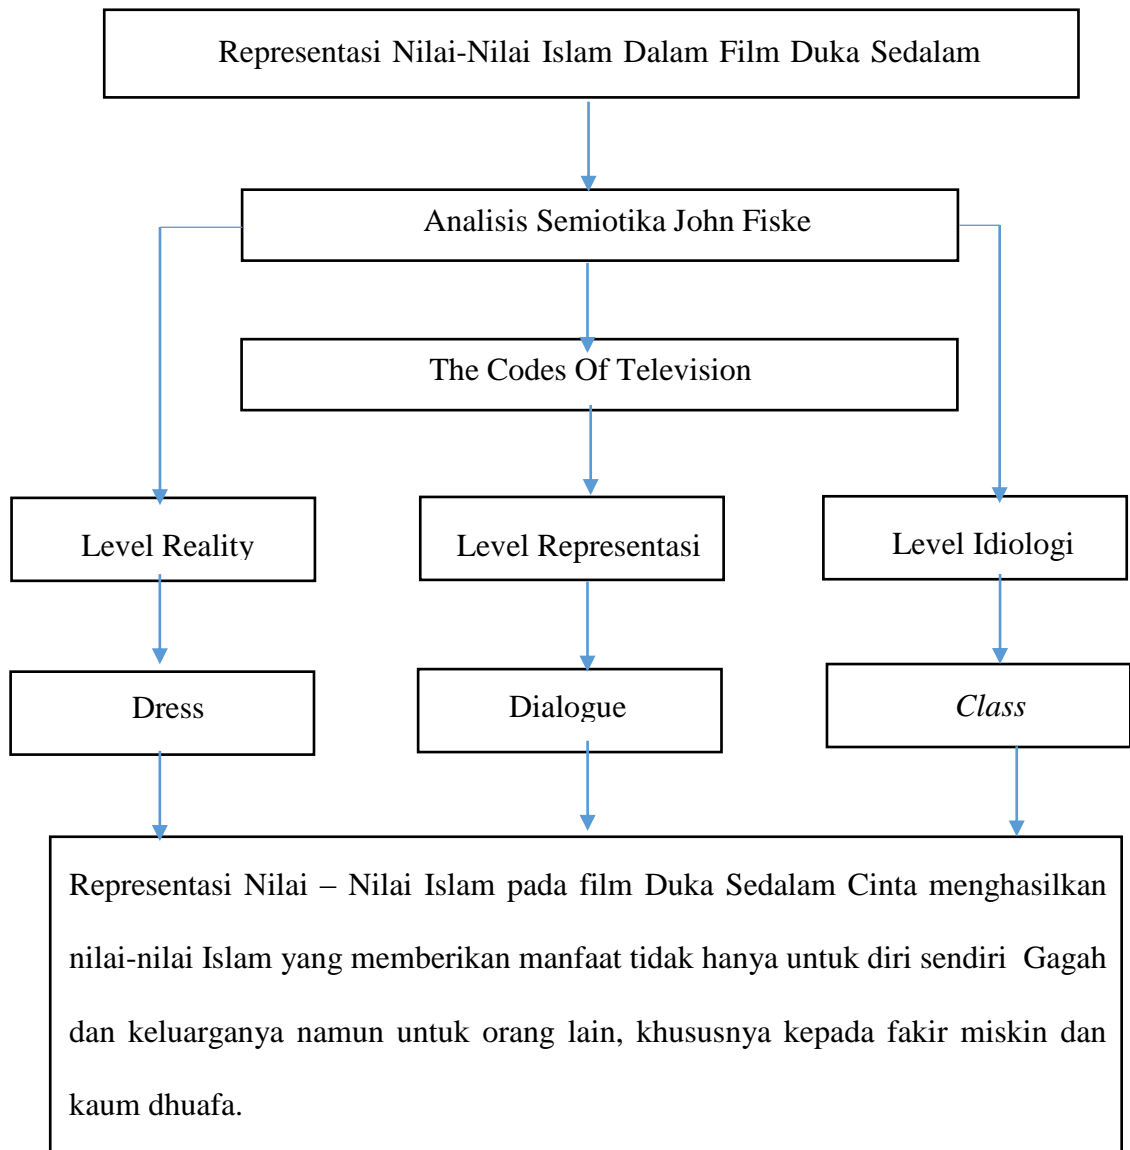 Representasi Nilai-Nilai Islam Dalam Film Duka Sedalam
Analisis Semiotika John Fiske
The Codes Of Television
Level Reality
Level Representasi
Level Idiologi
Dress
Dialogue
Class
Representasi Nilai – Nilai Islam pada film Duka Sedalam Cinta menghasilkan
nilai-nilai Islam yang memberikan manfaat tidak hanya untuk diri sendiri Gagah
dan keluarganya namun untuk orang lain, khususnya kepada fakir miskin dan
kaum dhuafa.